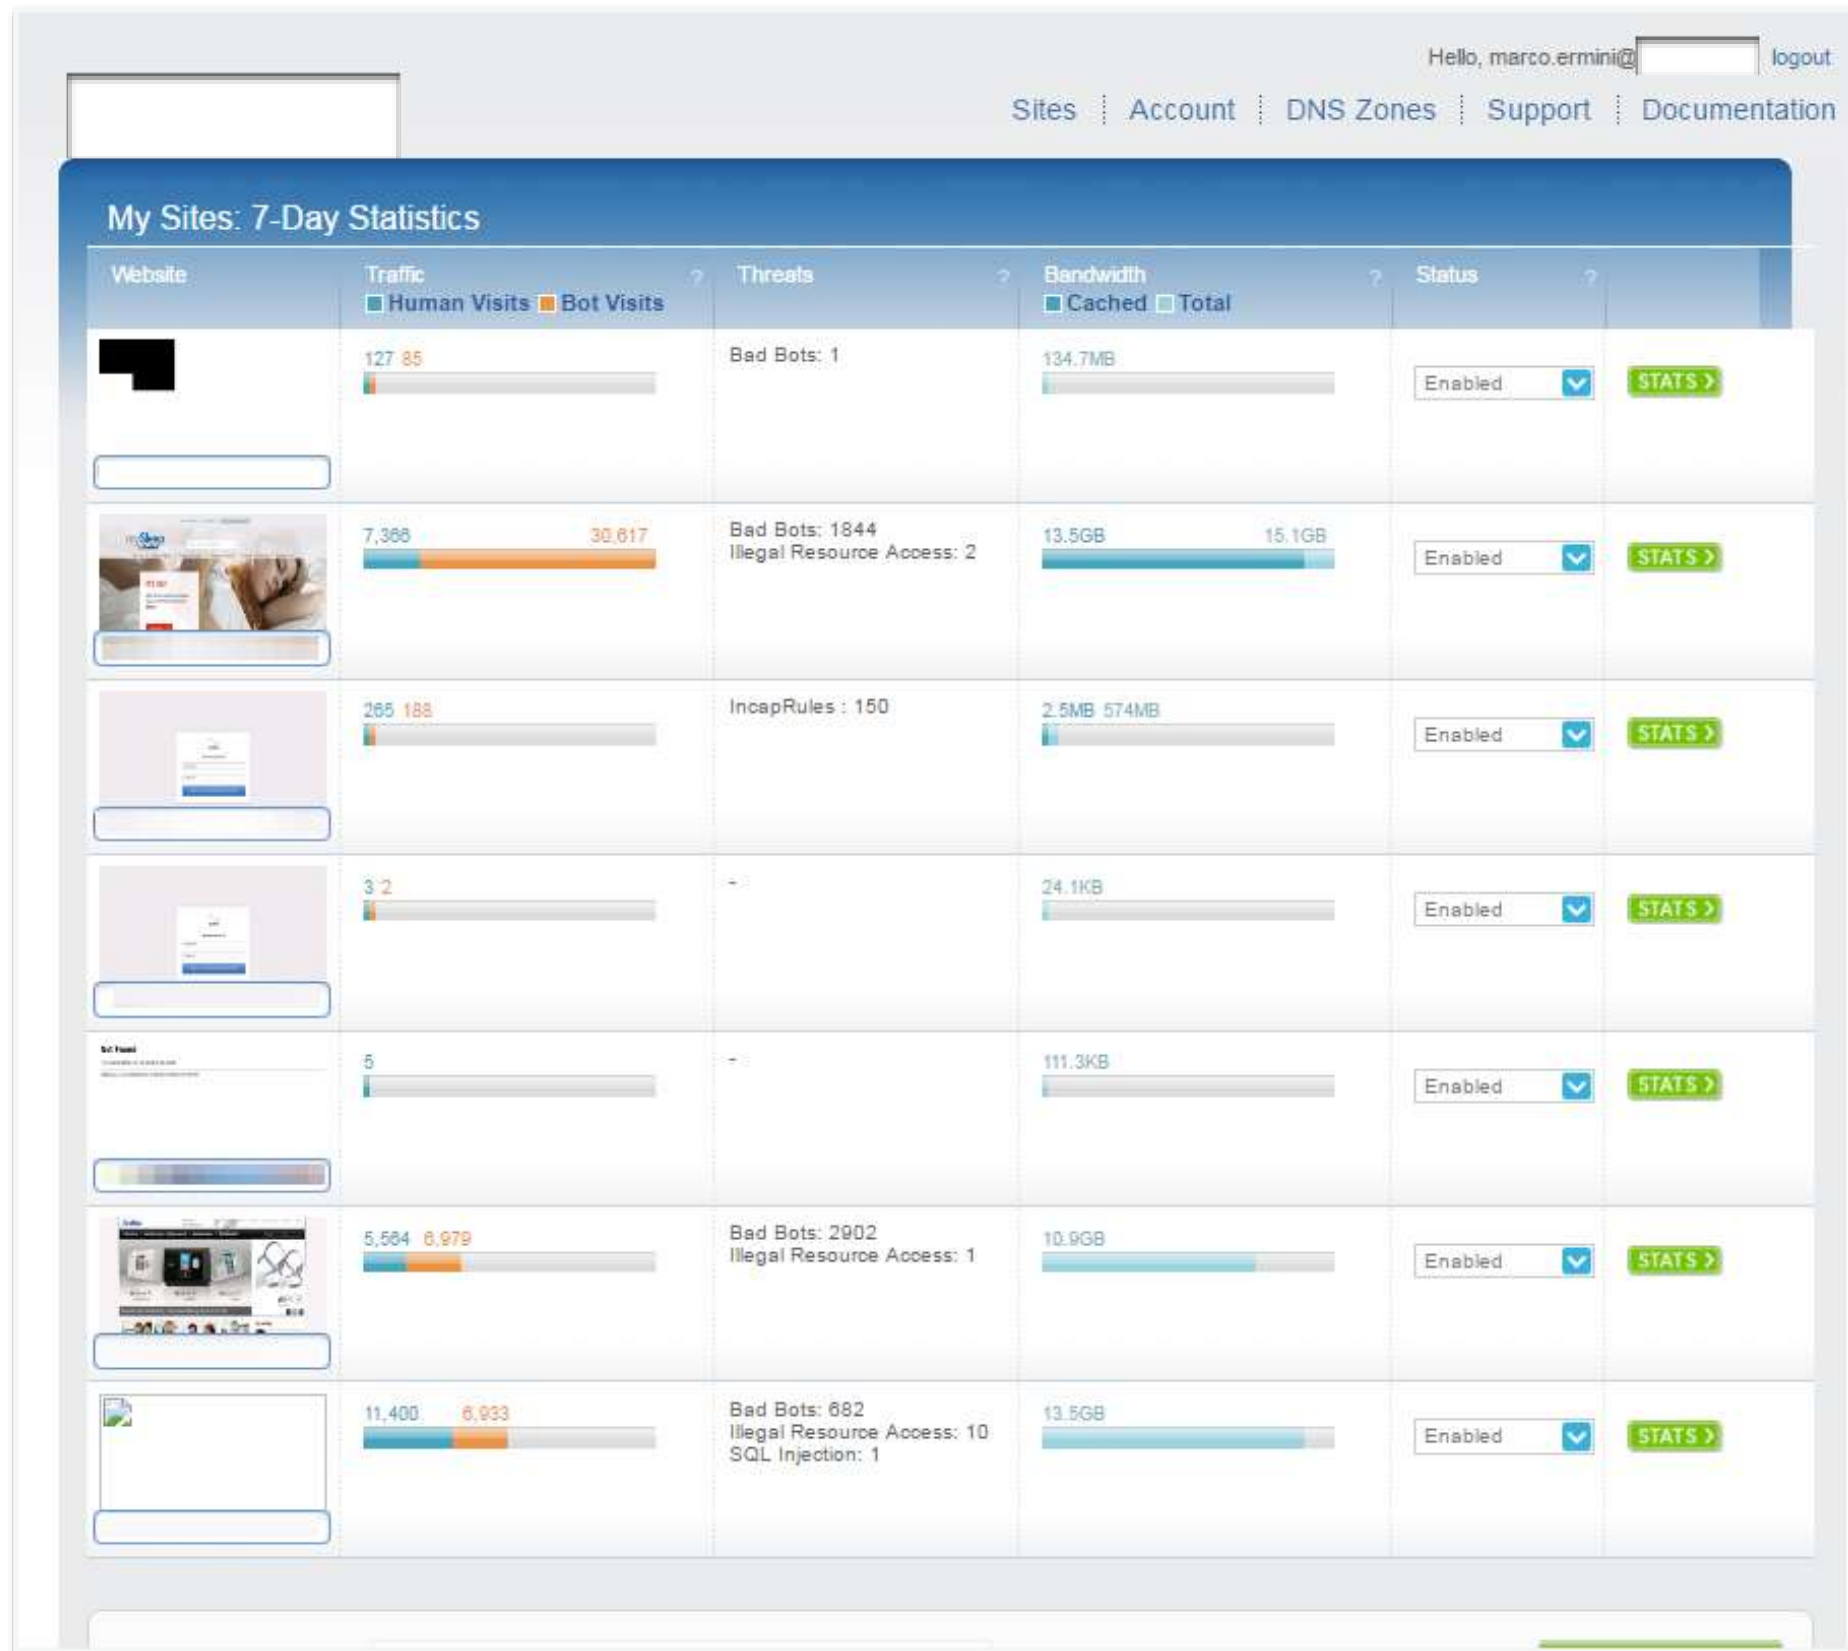 Hello, marco.ermini@ logout
Sites Account DNS Zones Support Documentation
My Sites: 7-Day Statistics
Website Traffic ? Threats ? Bandwidth ? Status ?
Human Visits Bot Visits Cached Total
127 85 Bad Bots: 1 134.7MB Enabled STATS >
7,366 30,617 Bad Bots: 1844 13.5GB 15.1GB Enabled STATS >
Illegal Resource Access: 2
265 188 IncapRules : 150 2.5MB 574MB Enabled STATS >
3 2 - 24.1KB Enabled STATS >
Not Found
5 - 111.3KB Enabled STATS >
5,564 6,979 Bad Bots: 2902 10.9GB Enabled STATS >
Illegal Resource Access: 1
11,400 6,933 Bad Bots: 682 13.5GB Enabled STATS >
Illegal Resource Access: 10
SQL Injection: 1